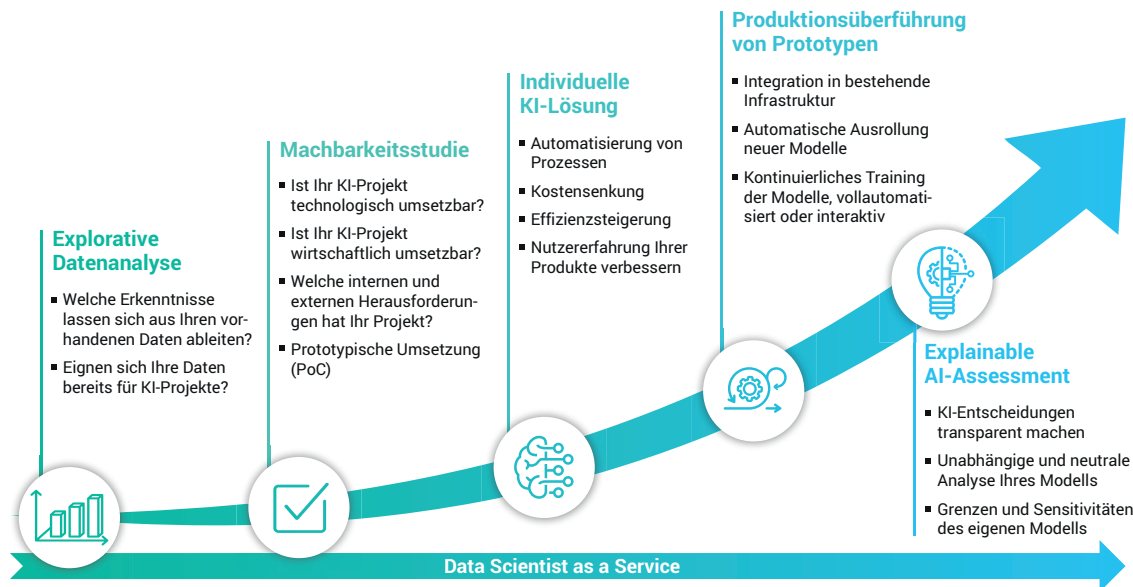 Explorative
Datenanalyse
▪ Welche Erkenntnisse
lassen sich aus Ihren vor-
handenen Daten ableiten?
▪ Eignen sich Ihre Daten
bereits für KI-Projekte?
Machbarkeitsstudie
▪ Ist Ihr KI-Projekt
technologisch umsetzbar?
▪ Ist Ihr KI-Projekt
wirtschaftlich umsetzbar?
▪ Welche internen und
externen Herausforderun-
gen hat Ihr Projekt?
▪ Prototypische Umsetzung
(PoC)
Individuelle
KI-Lösung
▪ Automatisierung von
Prozessen
▪ Kostensenkung
▪ Effizienzsteigerung
▪ Nutzererfahrung Ihrer
Produkte verbessern
Produktionsüberführung
von Prototypen
▪ Integration in bestehende
Infrastruktur
▪ Automatische Ausrollung
neuer Modelle
▪ Kontinuierliches Training
der Modelle, vollautomati-
siert oder interaktiv
Explainable
AI-Assessment
▪ KI-Entscheidungen
transparent machen
▪ Unabhängige und neutrale
Analyse Ihres Modells
▪ Grenzen und Sensitivitäten
des eigenen Modells
Data Scientist as a Service